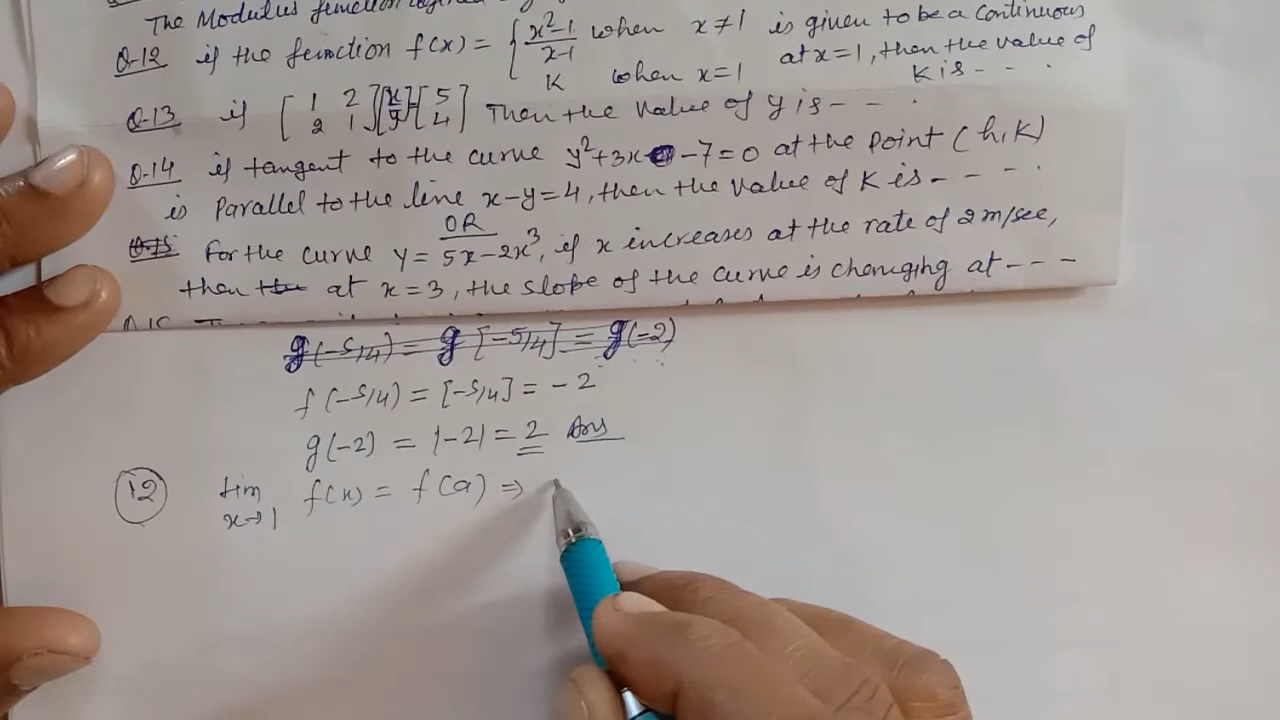 The Modulus function
Q-12 if the function f(x) = { x²-1/x-1 when x≠1 is given to be a continuous
K when x=1 at x=1, then the value of
K is - - .
Q-13 if [1 2 2 1][x y]=[5 4] Then the value of y is - - .
Q.14 if tangent to the curve y²+3x-7=0 at the point (h,K)
is Parallel to the line x-y=4, then the value of K is - - - .
OR
Q.15 For the curve y = 5x-2x³, if x increases at the rate of 2m/sec,
then at x=3, the slope of the curve is changing at - - -
g(-5/4) = g[-5/4] = g(-2)
f(-5/4) = [-5/4] = -2
g(-2) = |-2| = 2 Ans
12 lim x→1 f(x) = f(a) ⇒